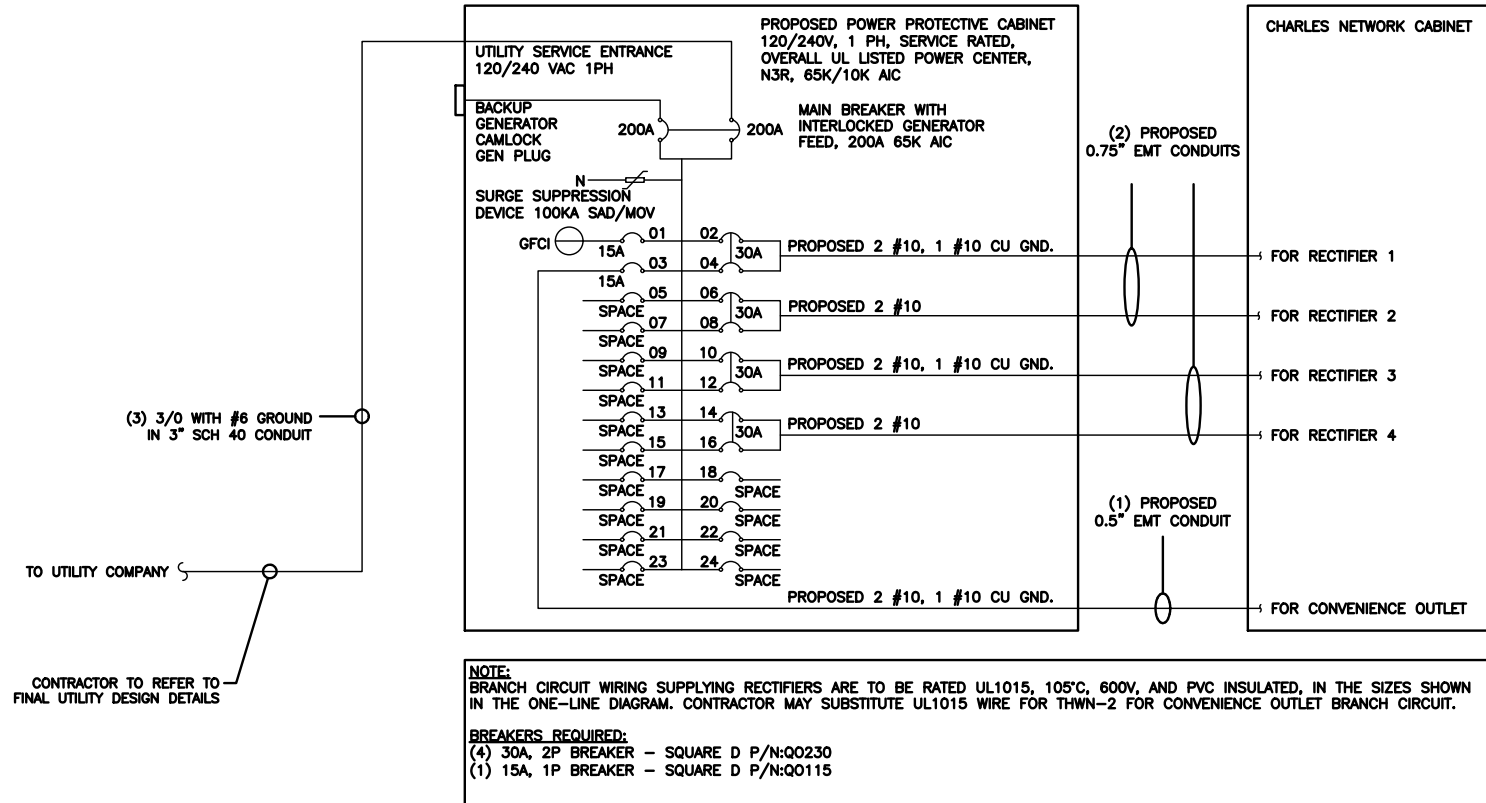 PROPOSED POWER PROTECTIVE CABINET
120/240V, 1 PH, SERVICE RATED,
OVERALL UL LISTED POWER CENTER,
N3R, 65K/10K AIC
CHARLES NETWORK CABINET
UTILITY SERVICE ENTRANCE
120/240 VAC 1PH
BACKUP
GENERATOR
CAMLOCK
GEN PLUG
200A
200A
MAIN BREAKER WITH
INTERLOCKED GENERATOR
FEED, 200A 65K AIC
(2) PROPOSED
0.75" EMT CONDUITS
N
SURGE SUPPRESSION
DEVICE 100KA SAD/MOV
GFCI
15A
01
02
30A
PROPOSED 2 #10, 1 #10 CU GND.
FOR RECTIFIER 1
15A
03
04
SPACE
05
06
30A
PROPOSED 2 #10
FOR RECTIFIER 2
SPACE
07
08
SPACE
09
10
30A
PROPOSED 2 #10, 1 #10 CU GND.
FOR RECTIFIER 3
SPACE
11
12
SPACE
13
14
30A
PROPOSED 2 #10
FOR RECTIFIER 4
SPACE
15
16
SPACE
17
18
SPACE
SPACE
19
20
SPACE
SPACE
21
22
SPACE
SPACE
23
24
SPACE
(1) PROPOSED
0.5" EMT CONDUIT
PROPOSED 2 #10, 1 #10 CU GND.
FOR CONVENIENCE OUTLET
(3) 3/0 WITH #6 GROUND
IN 3" SCH 40 CONDUIT
TO UTILITY COMPANY
CONTRACTOR TO REFER TO
FINAL UTILITY DESIGN DETAILS
NOTE:
BRANCH CIRCUIT WIRING SUPPLYING RECTIFIERS ARE TO BE RATED UL1015, 105°C, 600V, AND PVC INSULATED, IN THE SIZES SHOWN
IN THE ONE-LINE DIAGRAM. CONTRACTOR MAY SUBSTITUTE UL1015 WIRE FOR THWN-2 FOR CONVENIENCE OUTLET BRANCH CIRCUIT.
BREAKERS REQUIRED:
(4) 30A, 2P BREAKER - SQUARE D P/N:QO230
(1) 15A, 1P BREAKER - SQUARE D P/N:QO115